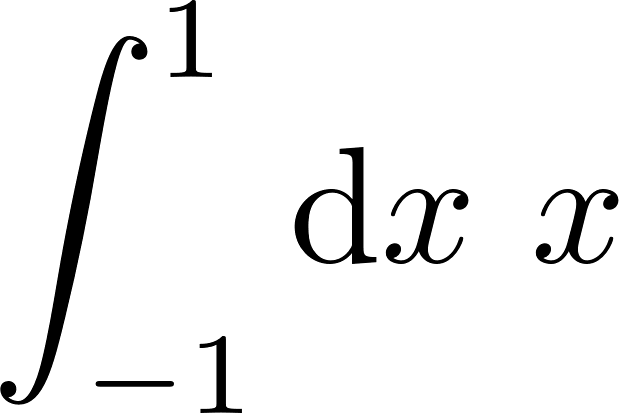 ∫_{-1}^{1} dx x